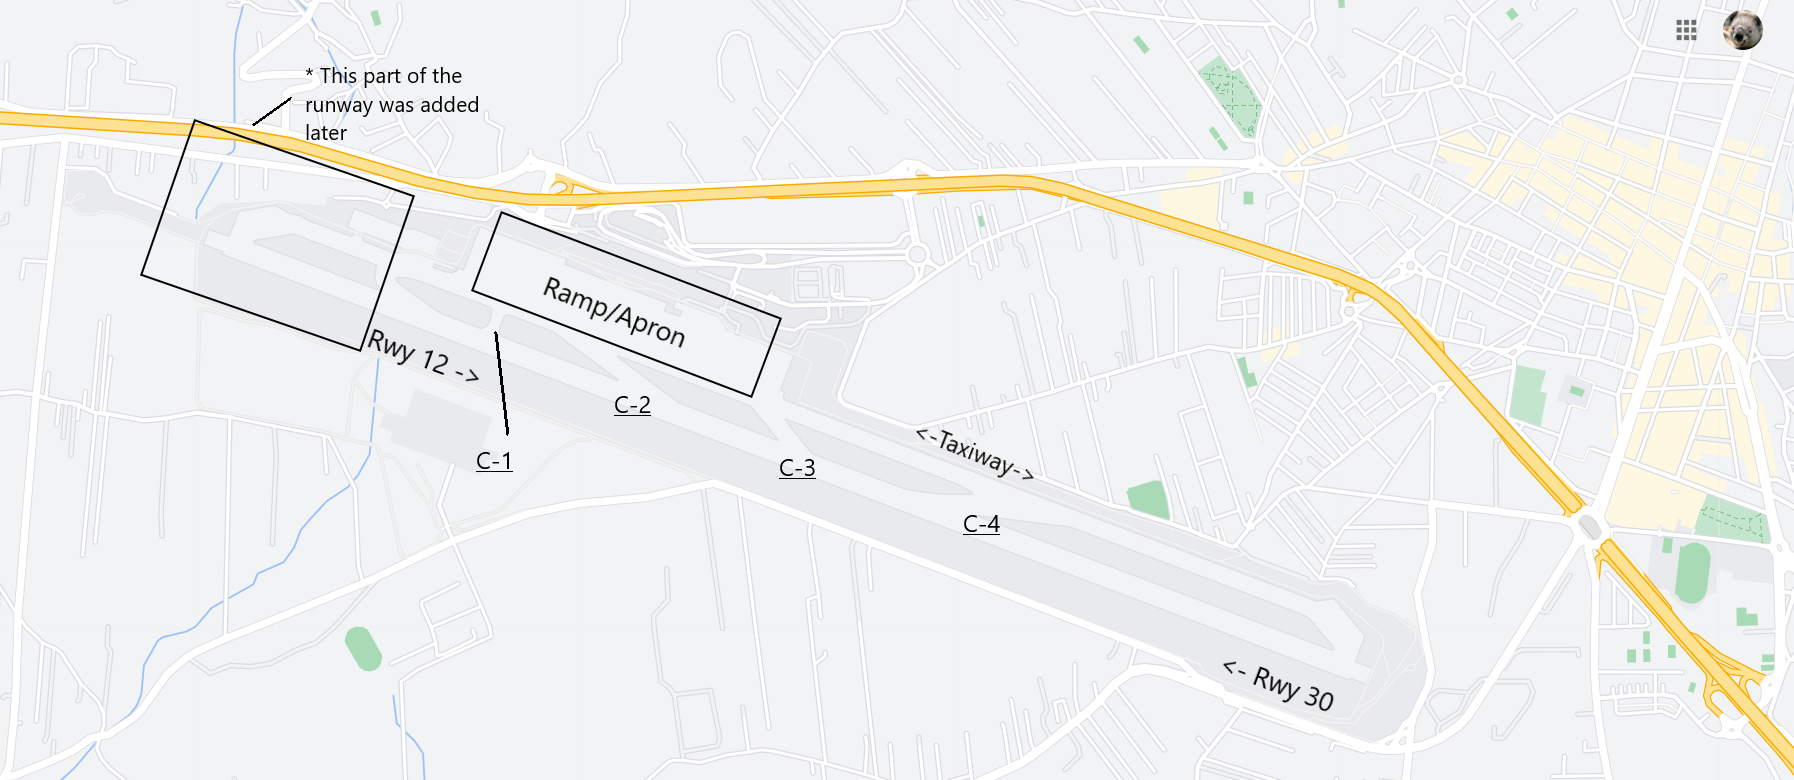 * This part of the
runway was added
later
Ramp/Apron
Rwy 12 ->
C-2
C-1
<-Taxiway->
C-3
C-4
<- Rwy 30